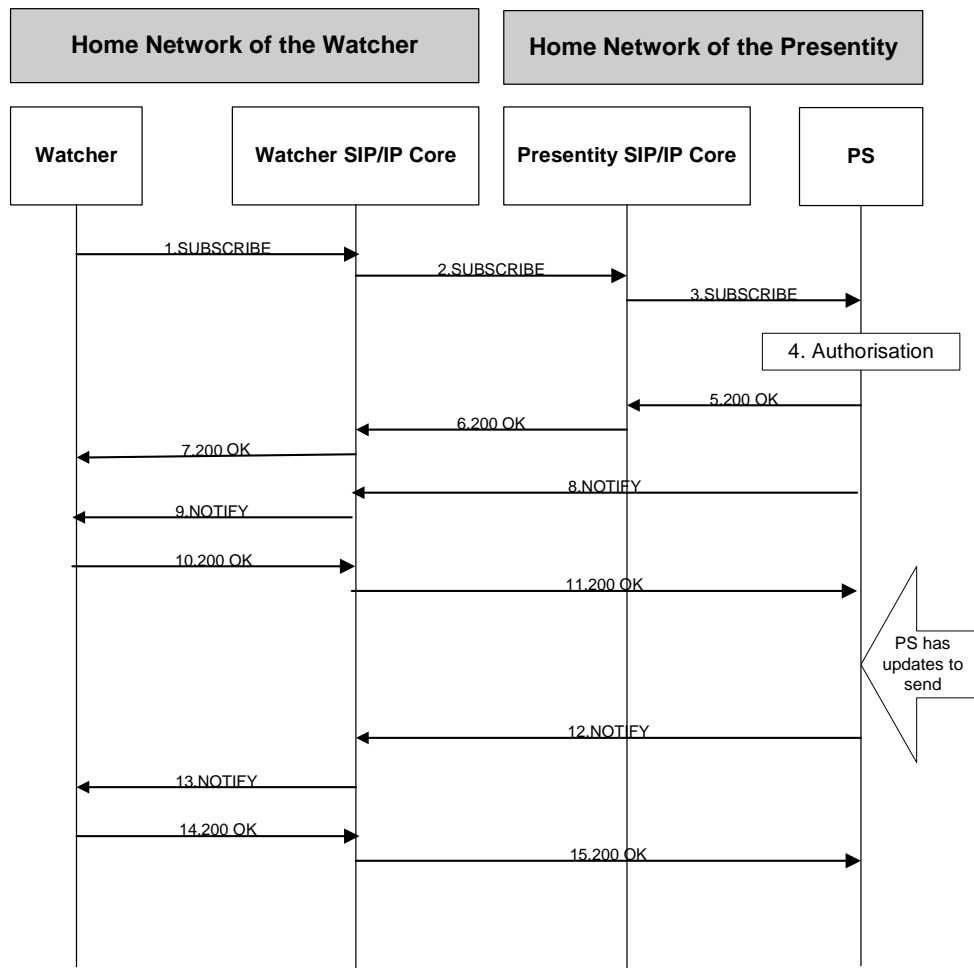 Home Network of the Watcher
Home Network of the Presentity
Watcher
Watcher SIP/IP Core
Presentity SIP/IP Core
PS
1.SUBSCRIBE
2.SUBSCRIBE
3.SUBSCRIBE
4. Authorisation
5.200 OK
6.200 OK
7.200 OK
8.NOTIFY
9.NOTIFY
10.200 OK
11.200 OK
PS has
updates to
send
12.NOTIFY
13.NOTIFY
14.200 OK
15.200 OK